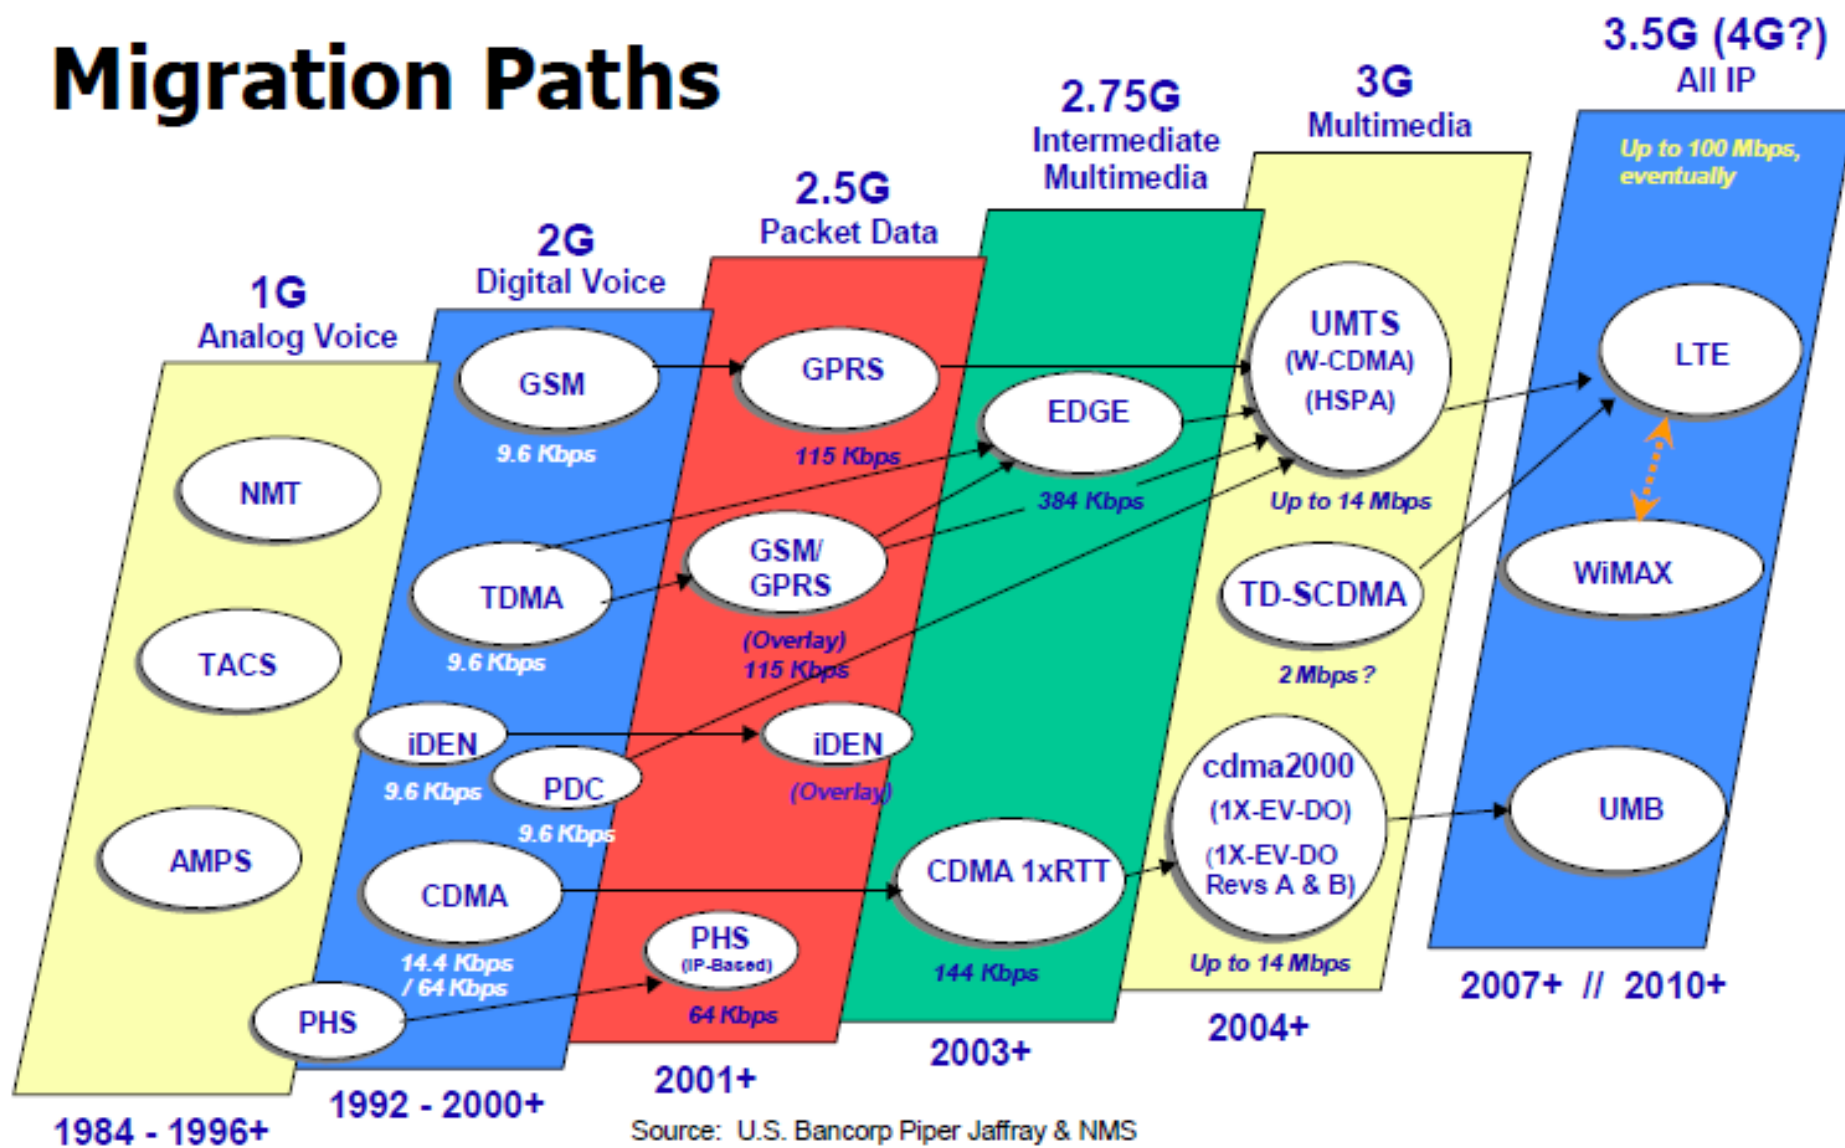 Migration Paths
1G
Analog Voice
NMT
TACS
AMPS
1984 - 1996+
2G
Digital Voice
GSM
9.6 Kbps
TDMA
9.6 Kbps
iDEN
9.6 Kbps
PDC
9.6 Kbps
CDMA
14.4 Kbps
/ 64 Kbps
PHS
1992 - 2000+
2.5G
Packet Data
GPRS
115 Kbps
GSM/
GPRS
(Overlay)
115 Kbps
iDEN
(Overlay)
PHS
(IP-Based)
64 Kbps
2001+
2.75G
Intermediate
Multimedia
EDGE
384 Kbps
CDMA 1xRTT
144 Kbps
2003+
3G
Multimedia
UMTS
(W-CDMA)
(HSPA)
Up to 14 Mbps
TD-SCDMA
2 Mbps?
cdma2000
(1X-EV-DO)
(1X-EV-DO
Revs A & B)
Up to 14 Mbps
2004+
3.5G (4G?)
All IP
Up to 100 Mbps,
eventually
LTE
WiMAX
UMB
2007+ // 2010+
Source: U.S. Bancorp Piper Jaffray & NMS